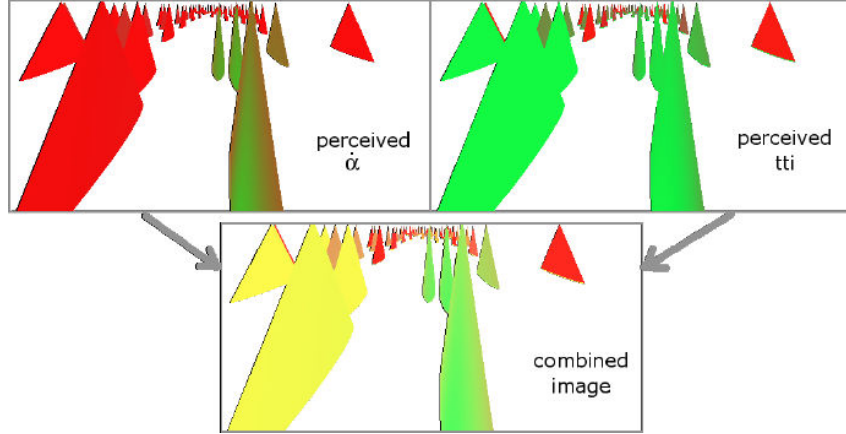 perceived
α̇
perceived
tti
combined
image